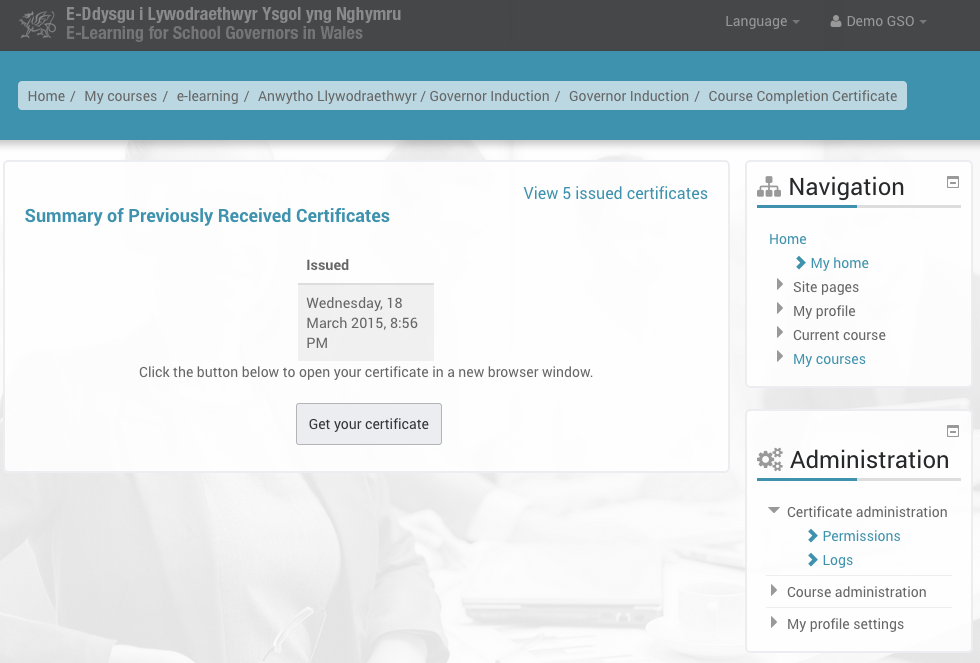 E-Ddysgu i Lywodraethwyr Ysgol yng Nghymru
E-Learning for School Governors in Wales
Language
Demo GSO
Home / My courses / e-learning / Anwytho Llywodraethwyr / Governor Induction / Governor Induction / Course Completion Certificate
View 5 issued certificates
Summary of Previously Received Certificates
Issued
Wednesday, 18
March 2015, 8:56
PM
Click the button below to open your certificate in a new browser window.
Get your certificate
Navigation
Home
My home
Site pages
My profile
Current course
My courses
Administration
Certificate administration
Permissions
Logs
Course administration
My profile settings